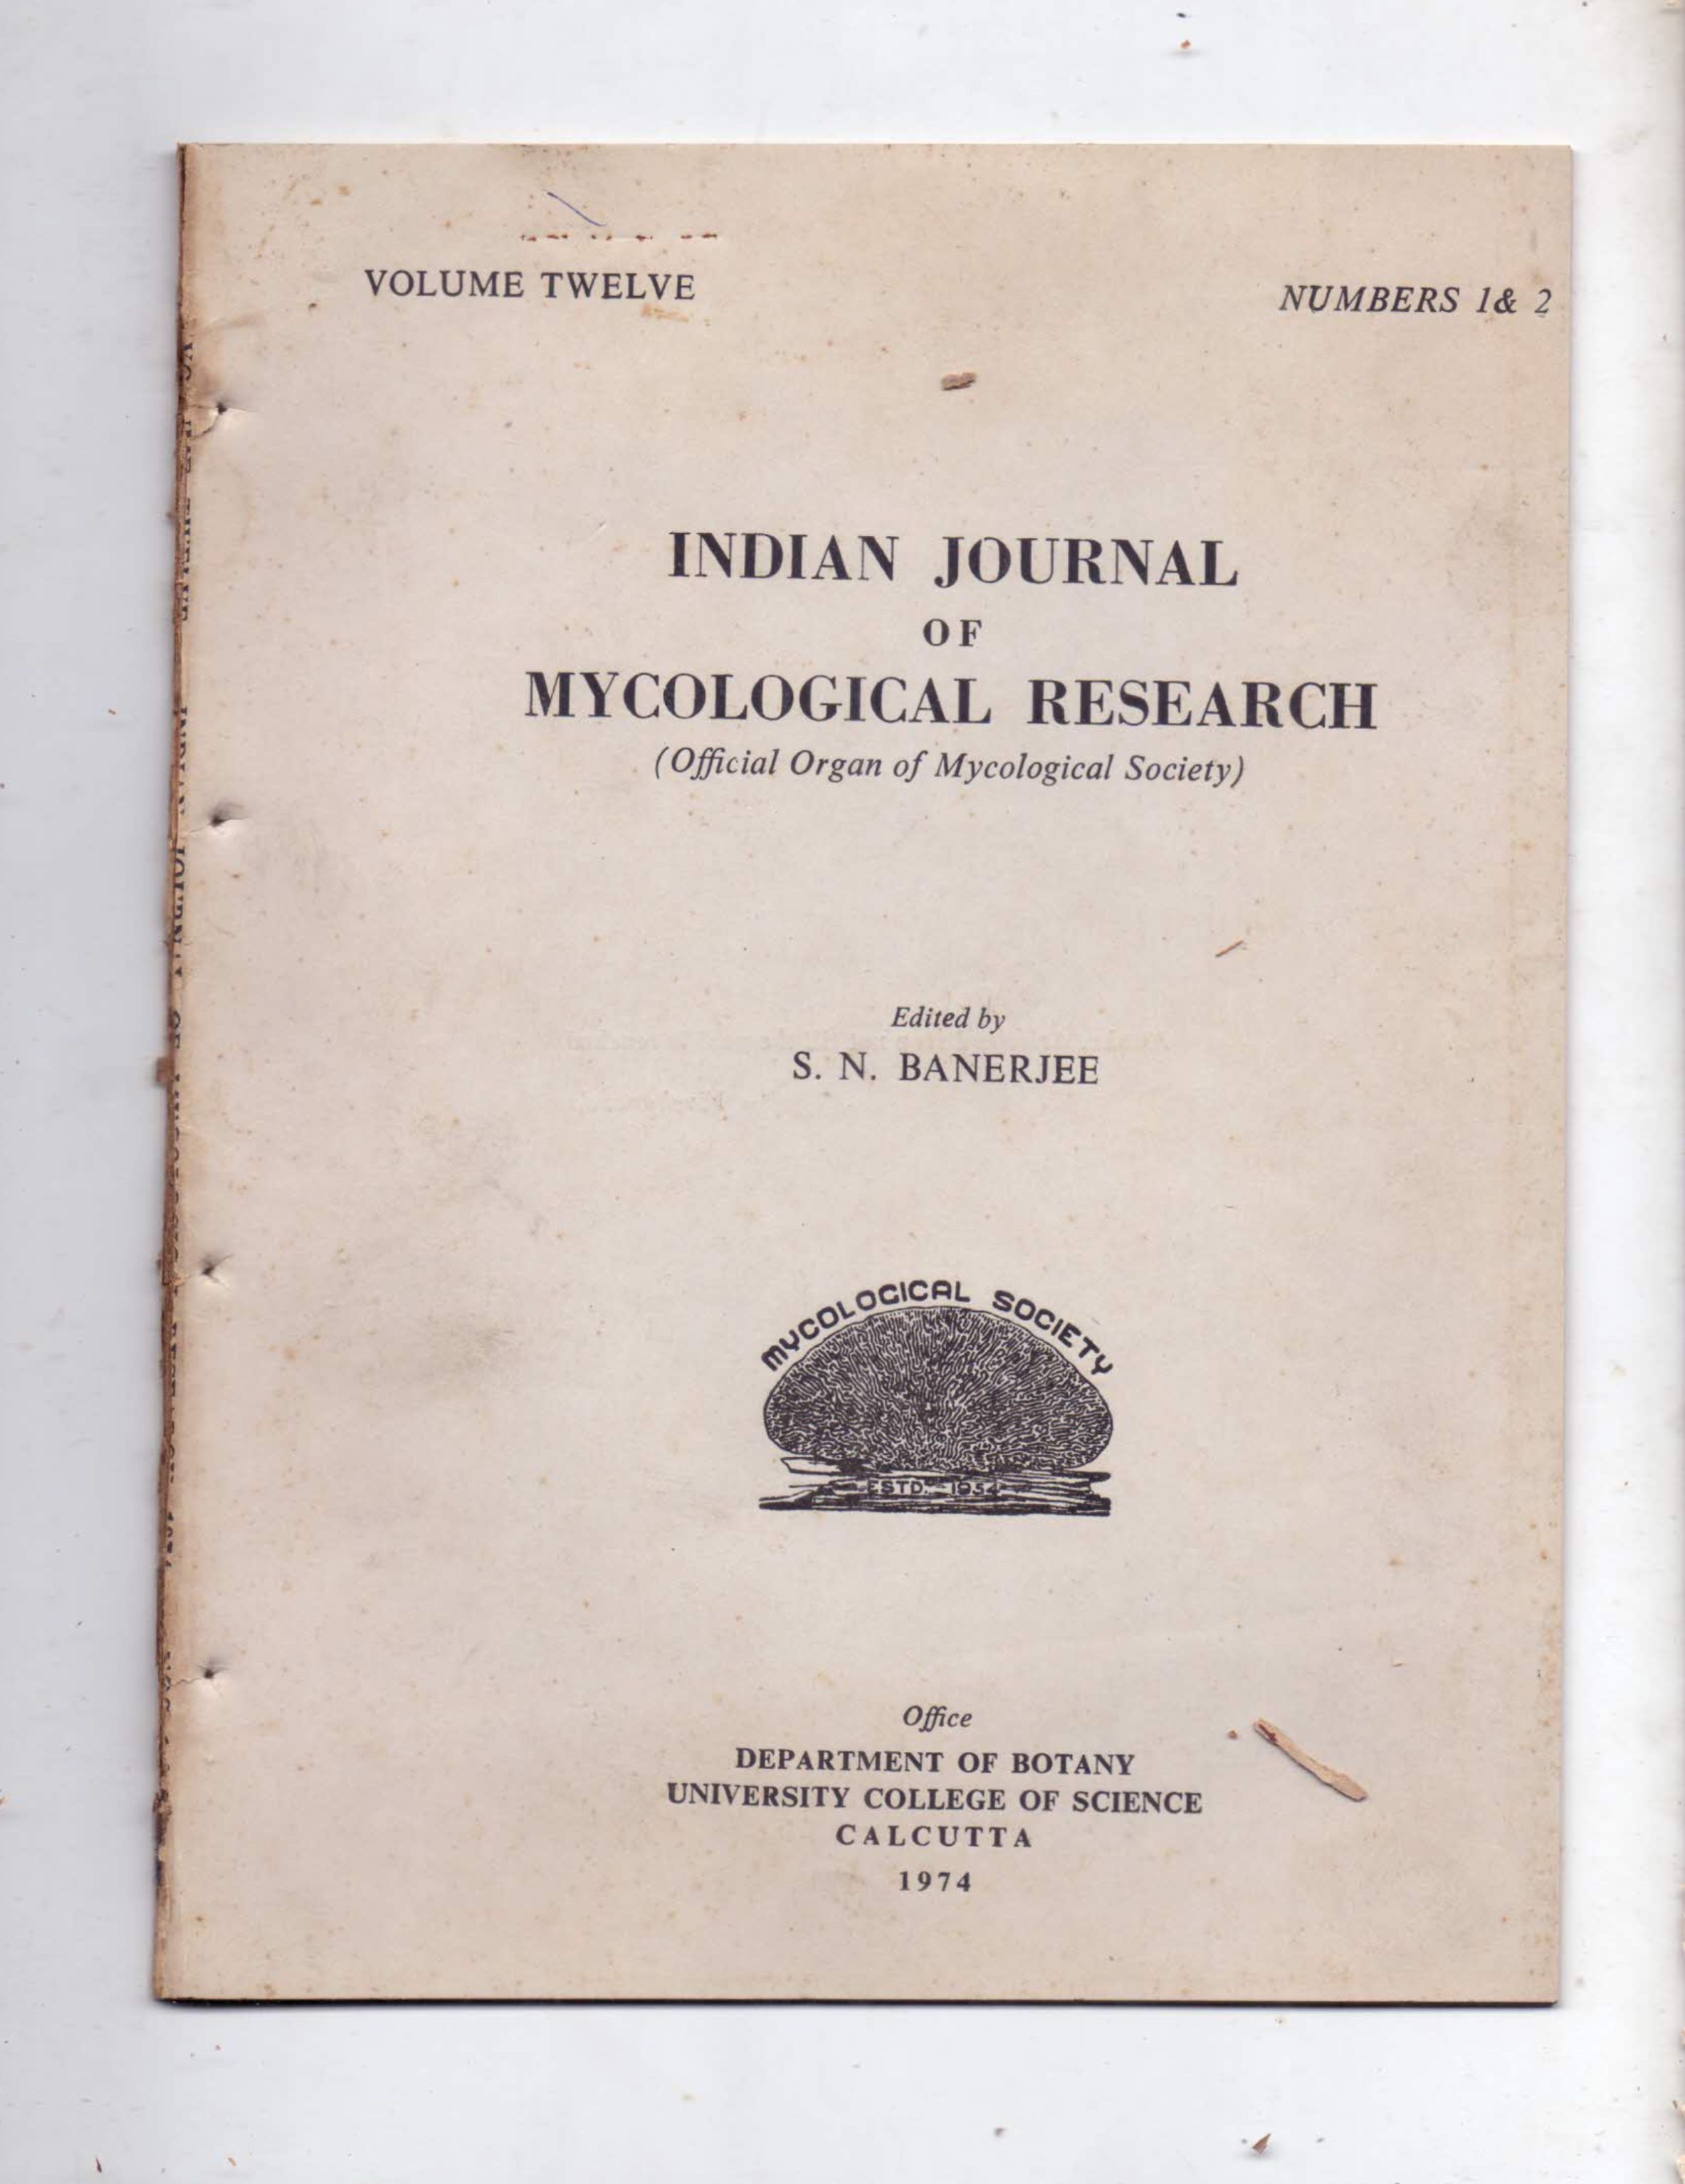 VOLUME TWELVE
NUMBERS 1& 2
INDIAN JOURNAL
OF
MYCOLOGICAL RESEARCH
(Official Organ of Mycological Society)
Edited by
S. N. BANERJEE
MYCOLOGICAL SOCIETY
ESTD. 1954
Office
DEPARTMENT OF BOTANY
UNIVERSITY COLLEGE OF SCIENCE
CALCUTTA
1974